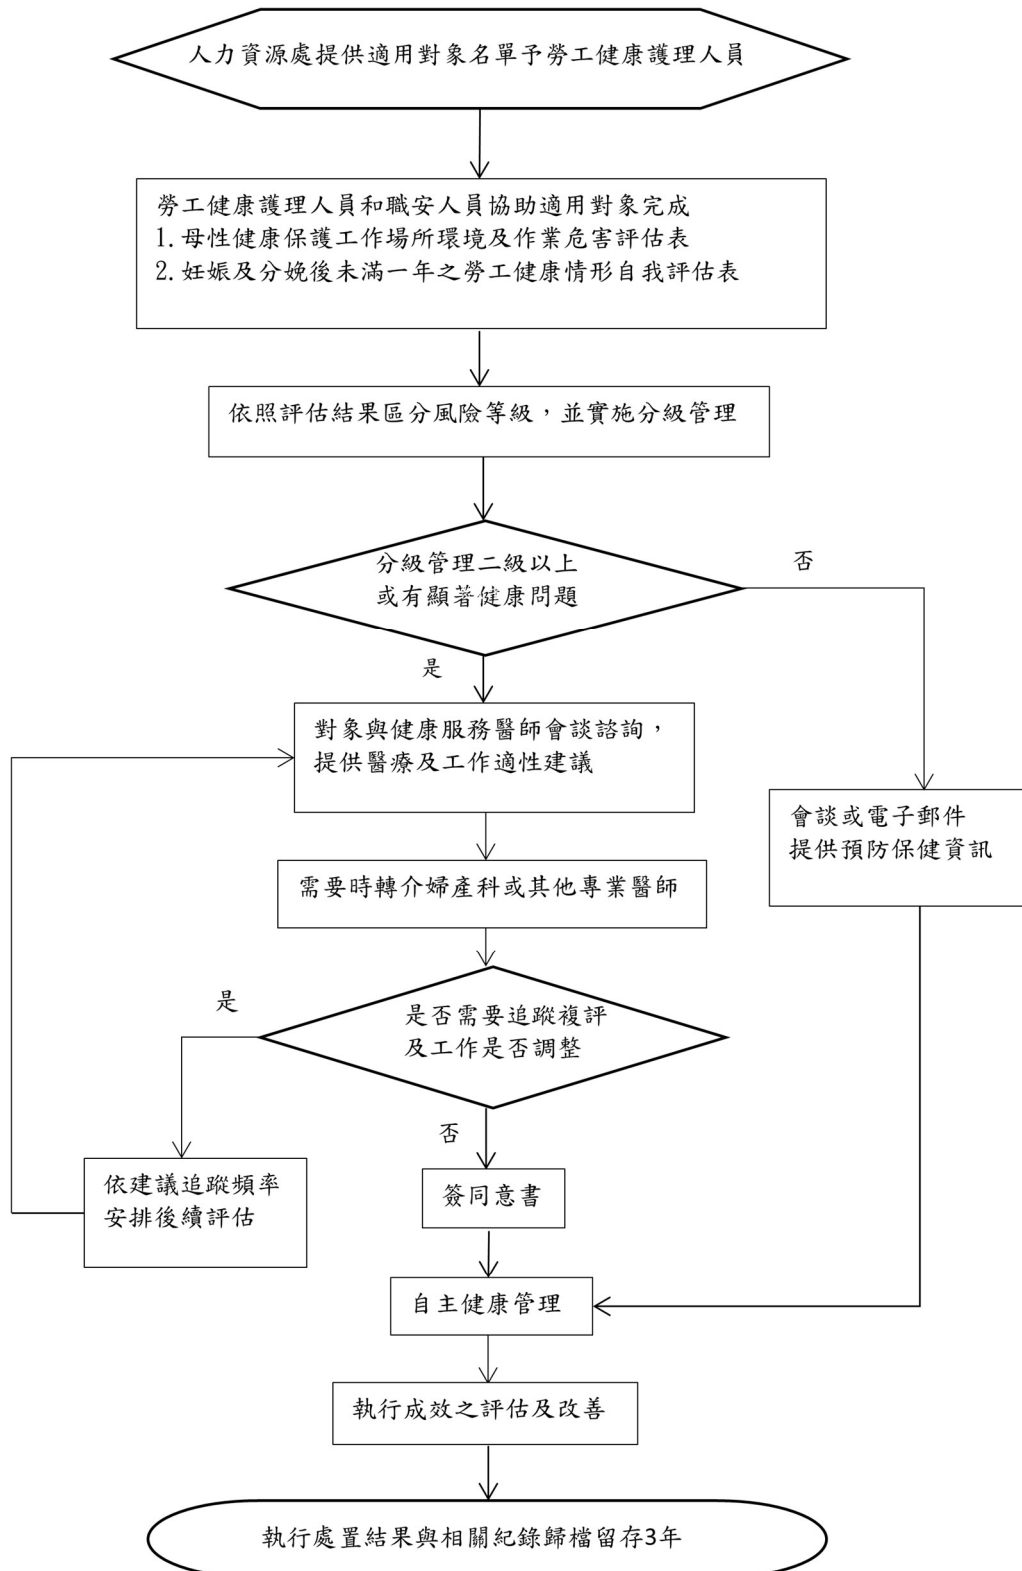 人力資源處提供適用對象名單予勞工健康護理人員
勞工健康護理人員和職安人員協助適用對象完成
1.母性健康保護工作場所環境及作業危害評估表
2.妊娠及分娩後未滿一年之勞工健康情形自我評估表
依照評估結果區分風險等級，並實施分級管理
分級管理二級以上
或有顯著健康問題
否
是
對象與健康服務醫師會談諮詢，
提供醫療及工作適性建議
會談或電子郵件
提供預防保健資訊
需要時轉介婦產科或其他專業醫師
是否需要追蹤複評
及工作是否調整
是
否
依建議追蹤頻率
安排後續評估
簽同意書
自主健康管理
執行成效之評估及改善
執行處置結果與相關紀錄歸檔留存3年